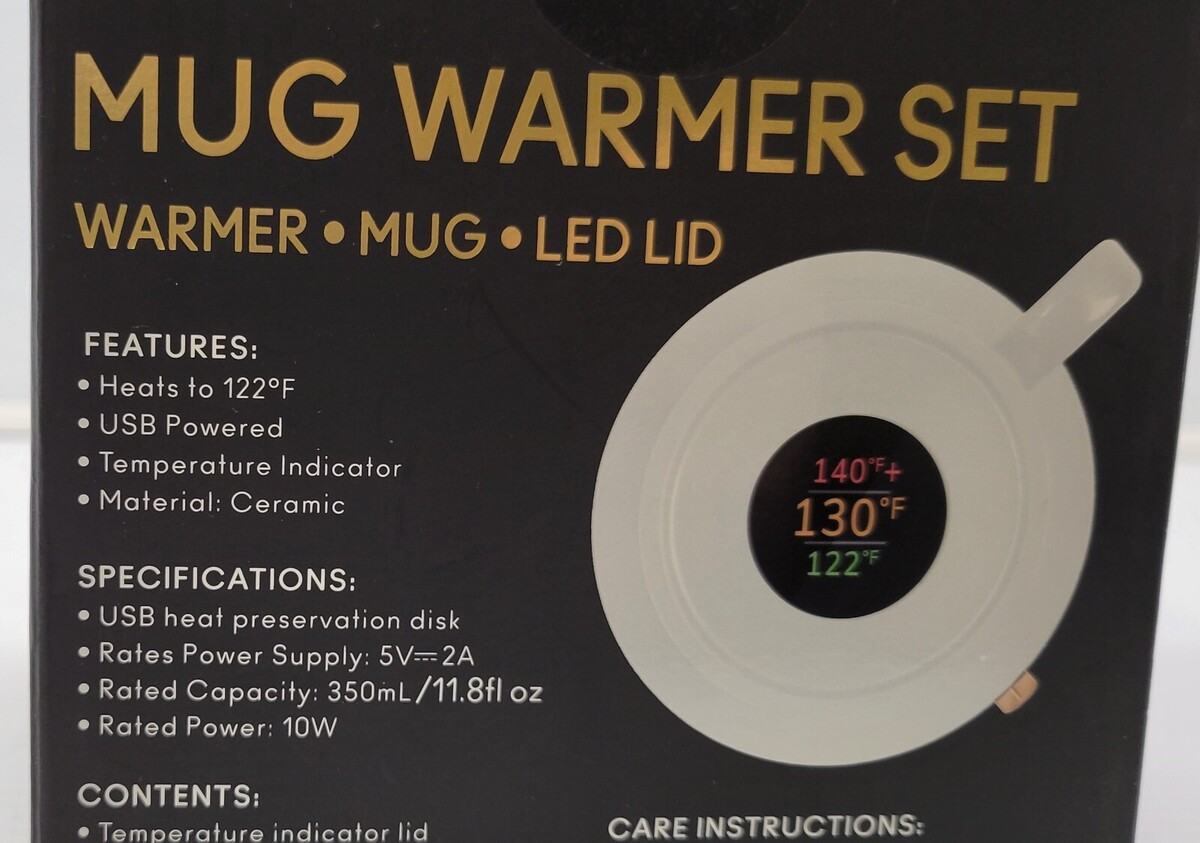 MUG WARMER SET
WARMER • MUG • LED LID
FEATURES:
• Heats to 122°F
• USB Powered
• Temperature Indicator
• Material: Ceramic
SPECIFICATIONS:
• USB heat preservation disk
• Rates Power Supply: 5V⎓2A
• Rated Capacity: 350mL/11.8fl oz
• Rated Power: 10W
CONTENTS:
• Temperature indicator lid
140°F+
130°F
122°F
CARE INSTRUCTIONS: